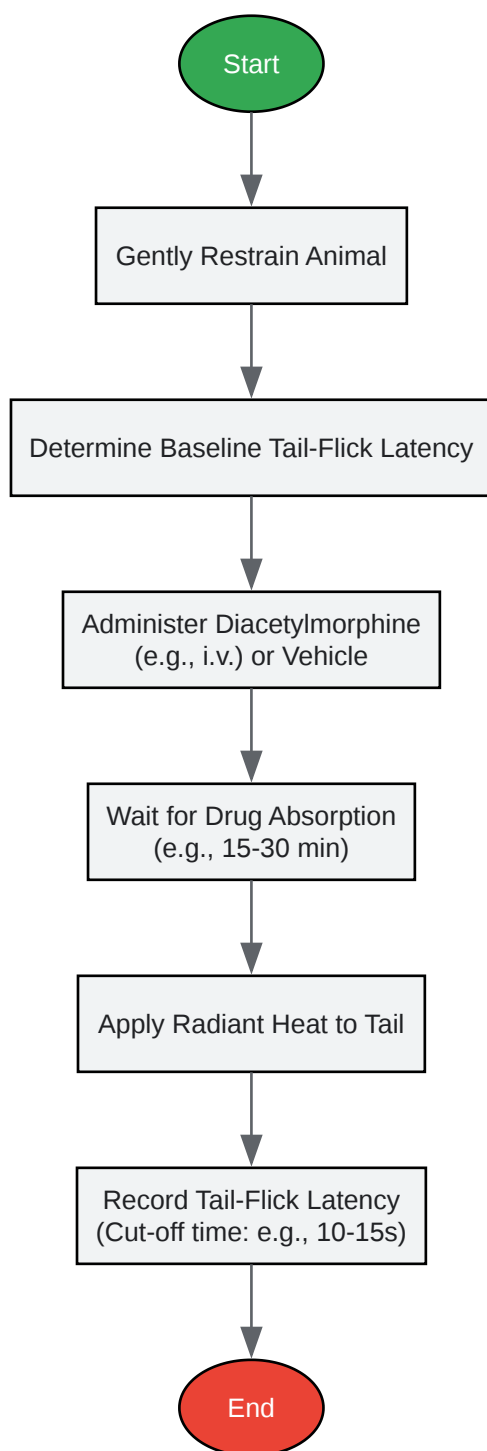 Start
Gently Restrain Animal
Determine Baseline Tail-Flick Latency
Administer Diacetylmorphine
(e.g., i.v.) or Vehicle
Wait for Drug Absorption
(e.g., 15-30 min)
Apply Radiant Heat to Tail
Record Tail-Flick Latency
(Cut-off time: e.g., 10-15s)
End